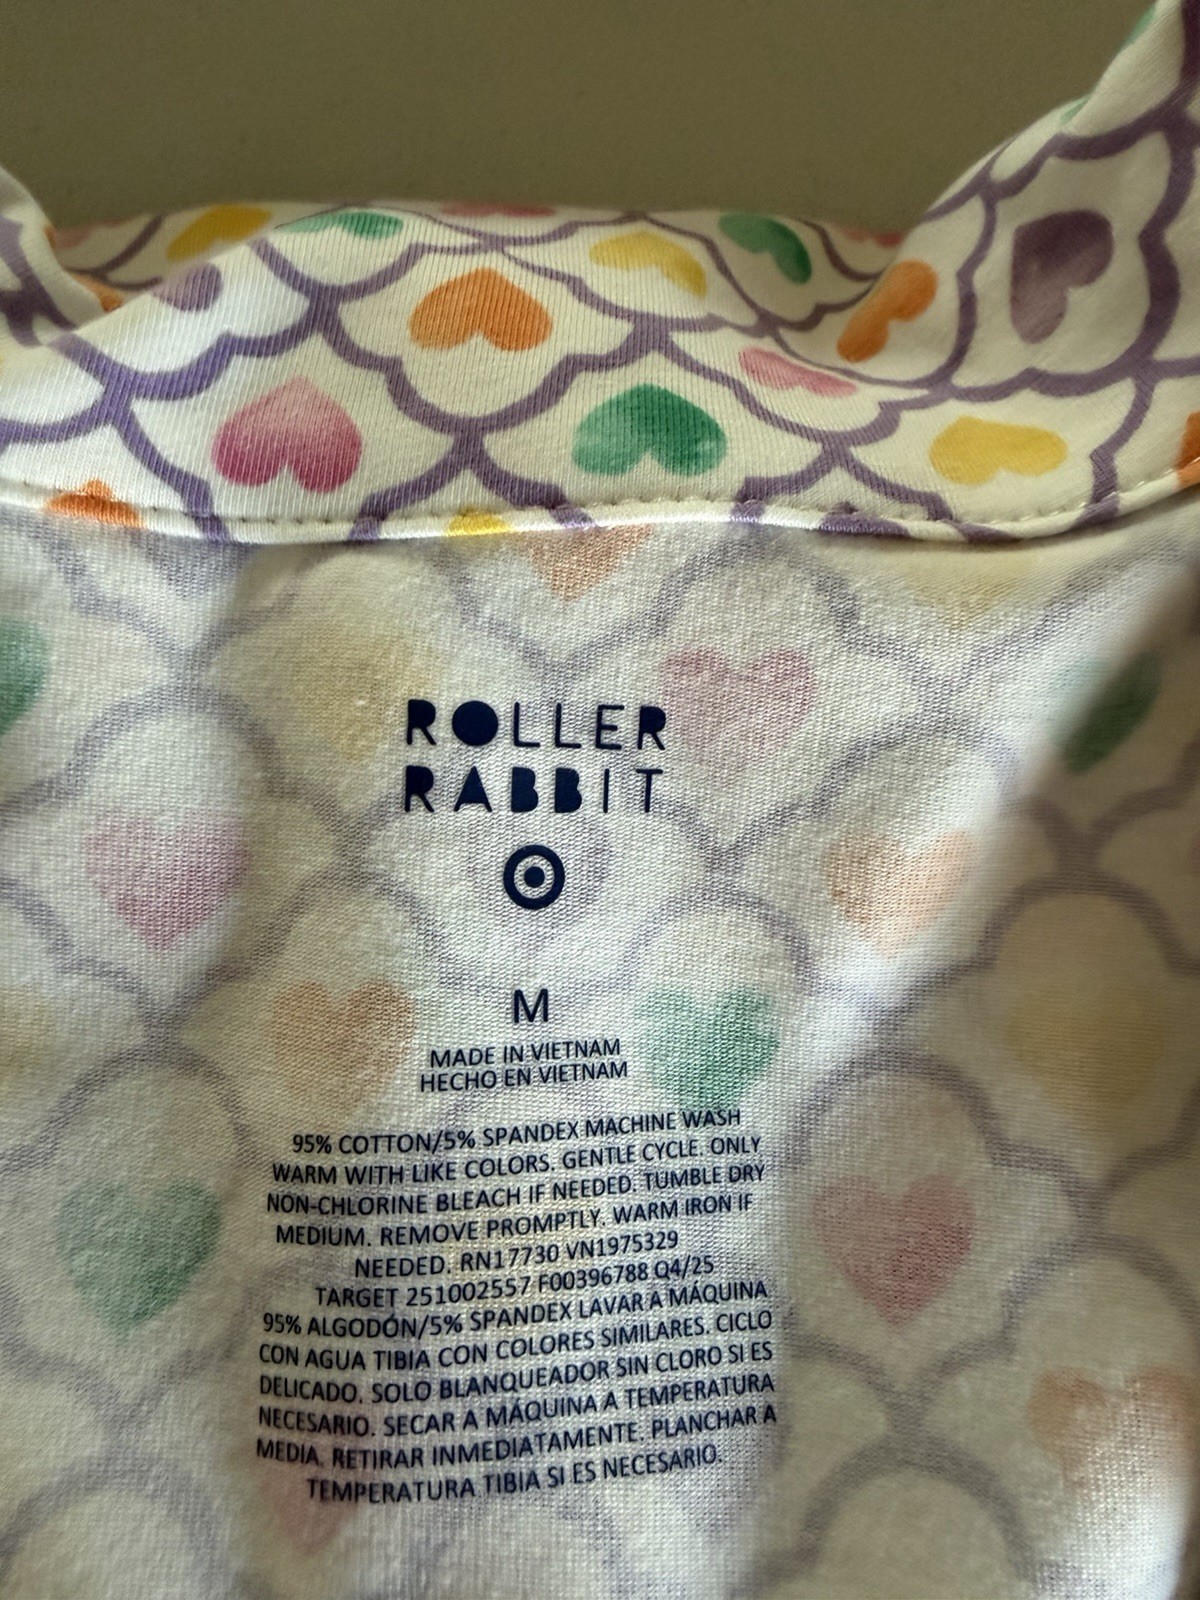 ROLLER
RABBIT
M
MADE IN VIETNAM
HECHO EN VIETNAM
95% COTTON/5% SPANDEX MACHINE WASH
WARM WITH LIKE COLORS. GENTLE CYCLE. ONLY
NON-CHLORINE BLEACH IF NEEDED. TUMBLE DRY
MEDIUM. REMOVE PROMPTLY. WARM IRON IF
NEEDED. RN17730 VN1975329
TARGET 251002557 F00396788 Q4/25
95% ALGODÓN/5% SPANDEX LAVAR A MÁQUINA
CON AGUA TIBIA CON COLORES SIMILARES. CICLO
DELICADO. SOLO BLANQUEADOR SIN CLORO SI ES
NECESARIO. SECAR A MÁQUINA A TEMPERATURA
MEDIA. RETIRAR INMEDIATAMENTE. PLANCHAR A
TEMPERATURA TIBIA SI ES NECESARIO.